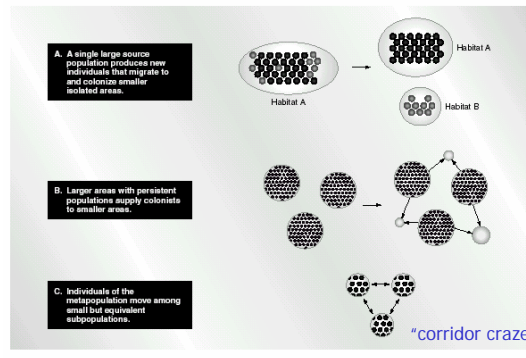 A. A single large source
population produces new
individuals that migrate to
and colonize smaller
isolated areas.
Habitat A
Habitat A
Habitat B
B. Larger areas with persistent
populations supply colonists
to smaller areas.
C. Individuals of the
metapopulation move among
small but equivalent
subpopulations.
"corridor craze